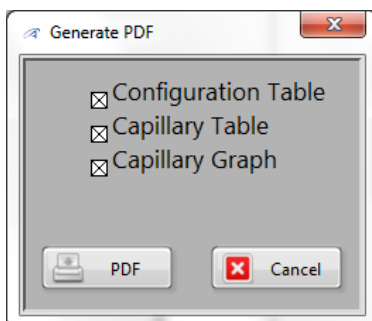 Generate PDF
Configuration Table
Capillary Table
Capillary Graph
PDF
Cancel